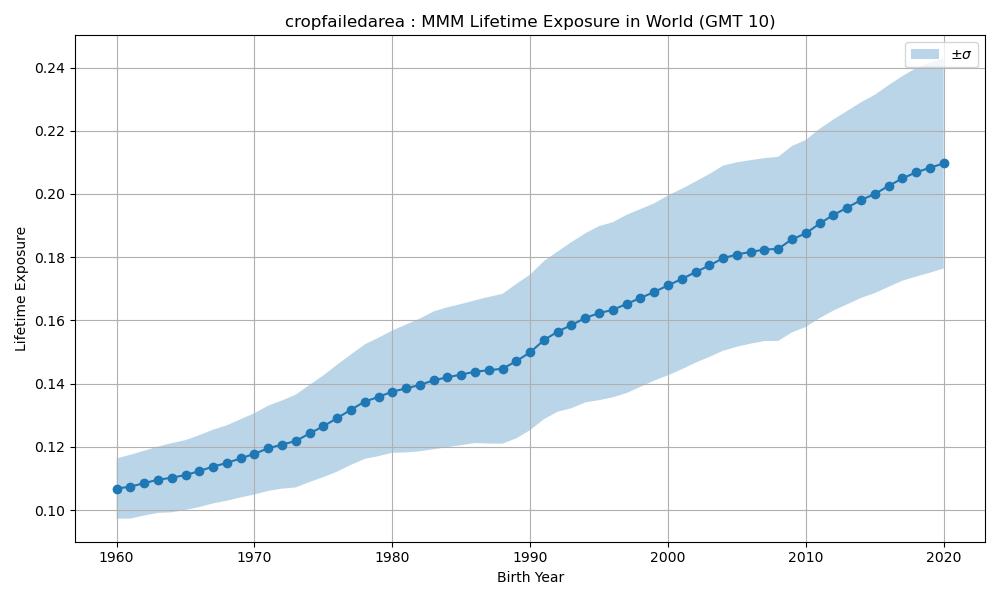 cropfailedarea : MMM Lifetime Exposure in World (GMT 10)
±σ
0.24
0.22
0.20
0.18
0.16
0.14
0.12
0.10
Lifetime Exposure
1960 1970 1980 1990 2000 2010 2020
Birth Year